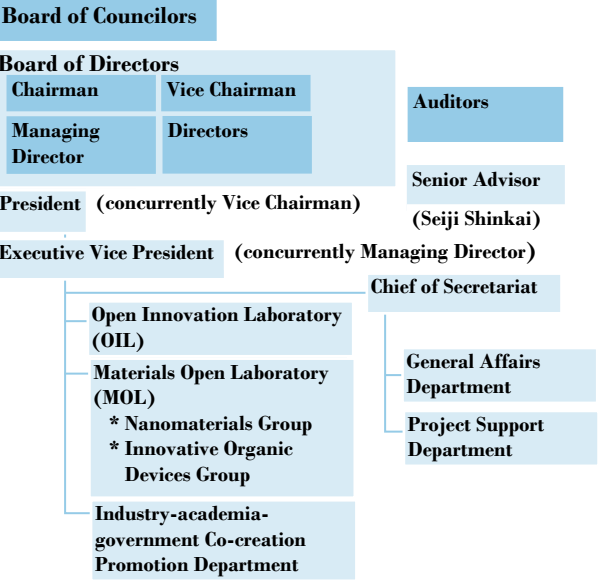 Board of Councilors
Board of Directors
Chairman
Vice Chairman
Managing
Director
Directors
Auditors
Senior Advisor
(Seiji Shinkai)
President (concurrently Vice Chairman)
Executive Vice President (concurrently Managing Director)
Chief of Secretariat
Open Innovation Laboratory
(OIL)
Materials Open Laboratory
(MOL)
* Nanomaterials Group
* Innovative Organic
Devices Group
Industry-academia-
government Co-creation
Promotion Department
General Affairs
Department
Project Support
Department